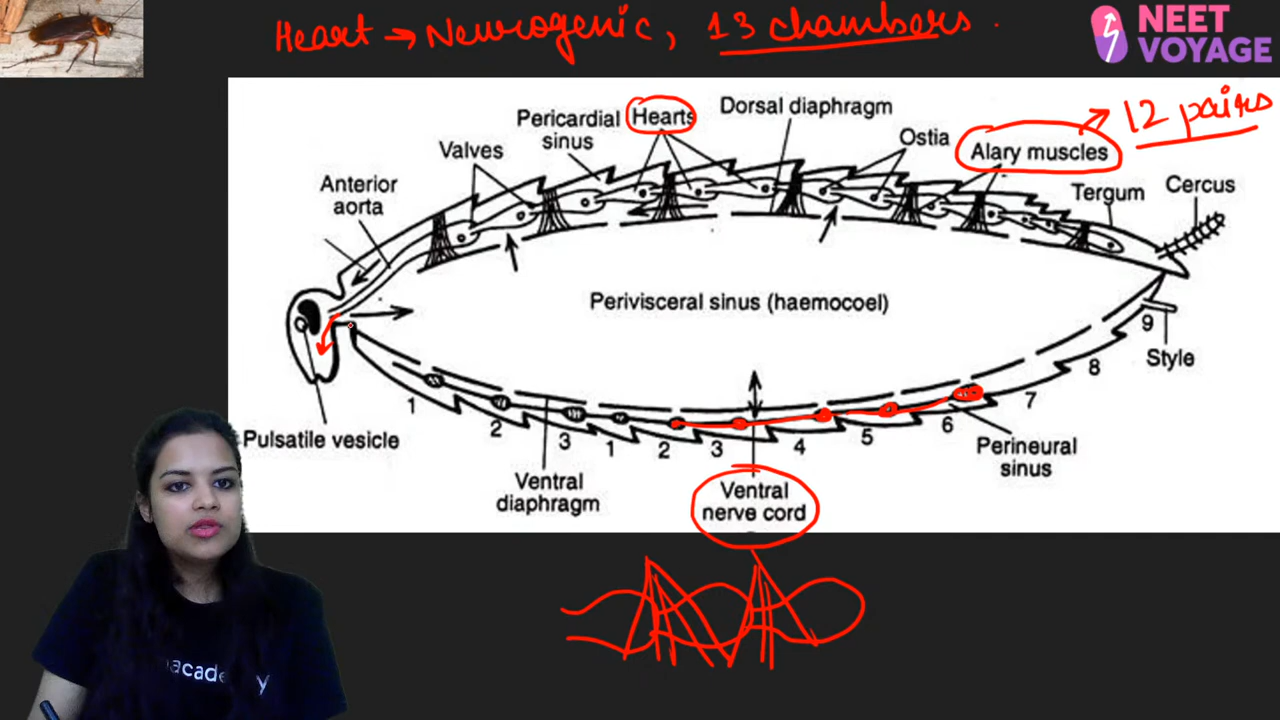 Heart → Neurogenic, 13 chambers.
NEET
VOYAGE
12 pairs
Pericardial
sinus
Hearts
Dorsal diaphragm
Valves
Ostia
Alary muscles
Anterior
aorta
Tergum
Cercus
Perivisceral sinus (haemocoel)
9
Style
8
7
1 2 3 1 2 3 4 5 6
Pulsatile vesicle
Perineural
sinus
Ventral
diaphragm
Ventral
nerve cord